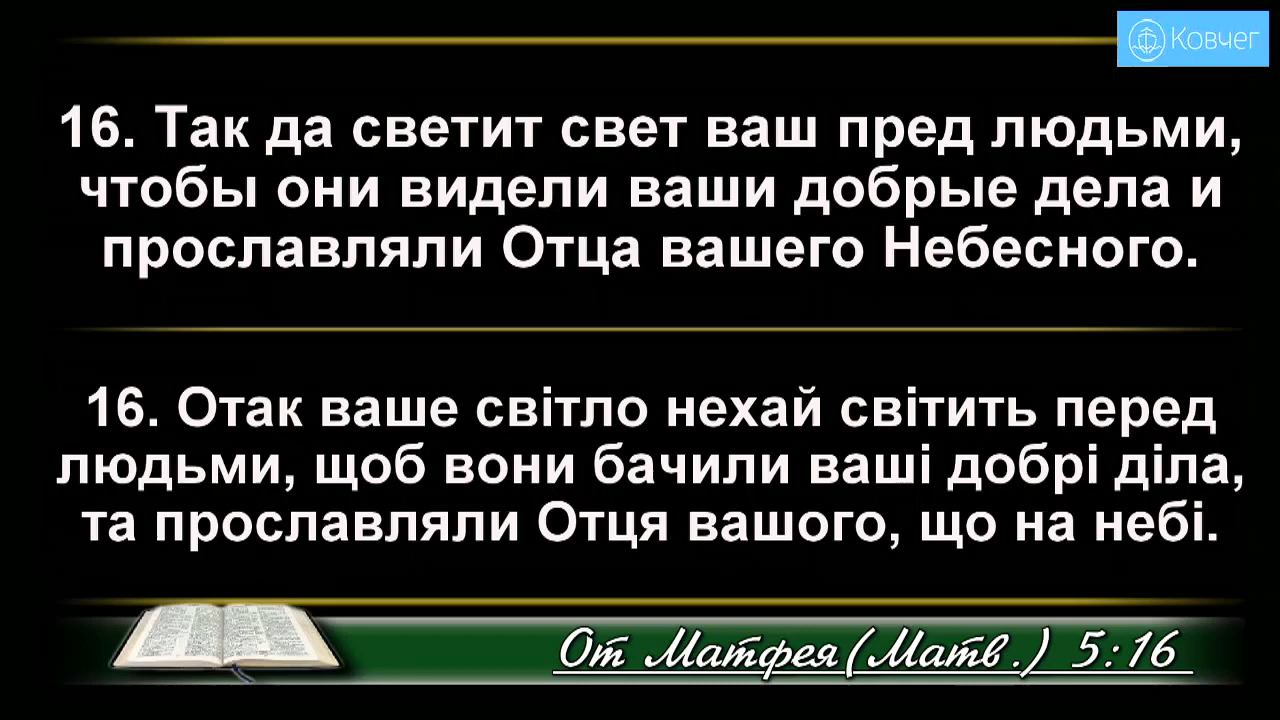 Ковчег
16. Так да светит свет ваш пред людьми,
чтобы они видели ваши добрые дела и
прославляли Отца вашего Небесного.
16. Отак ваше світло нехай світить перед
людьми, щоб вони бачили ваші добрі діла,
та прославляли Отця вашого, що на небі.
От Матфея(Матв.) 5:16